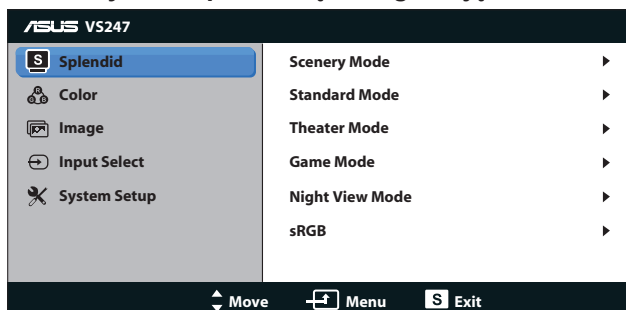 ASUS VS247
S Splendid
Color
Image
Input Select
System Setup
Scenery Mode
Standard Mode
Theater Mode
Game Mode
Night View Mode
sRGB
Move Menu S Exit